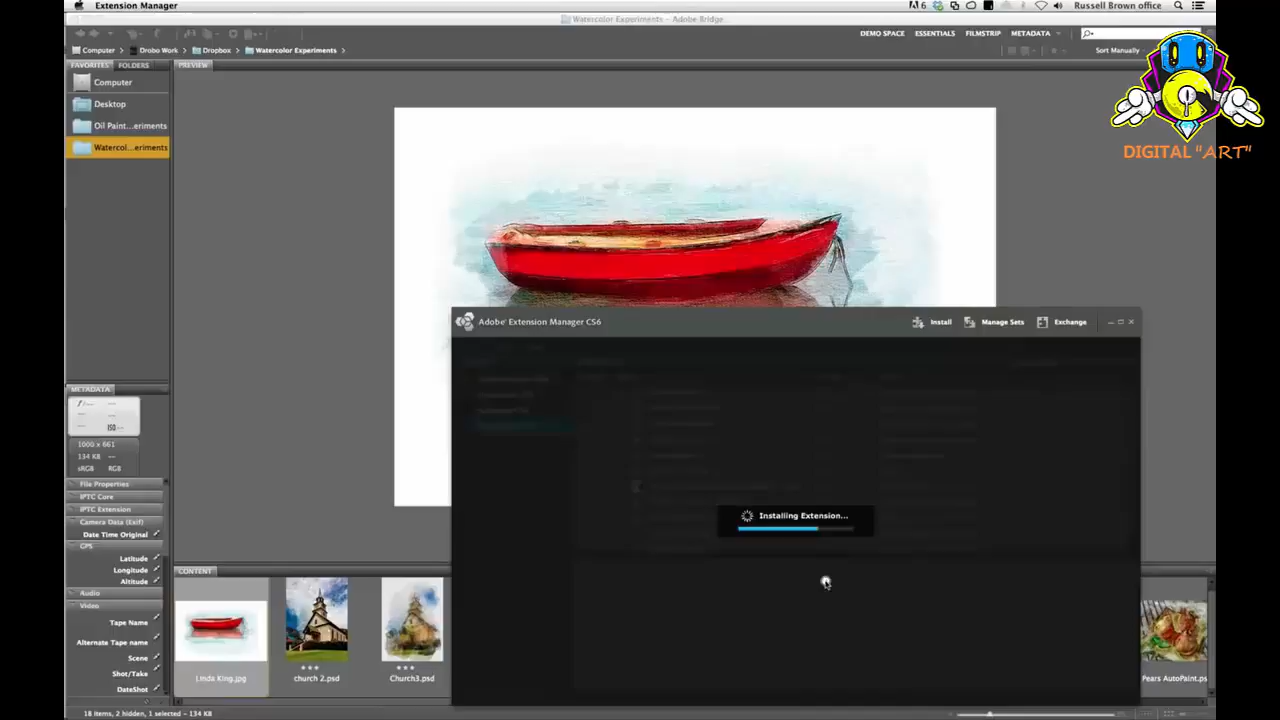 Extension Manager
6
Russell Brown office
Watercolor Experiments – Adobe Bridge
Computer
Drobo Work
Dropbox
Watercolor Experiments
DEMO SPACE
ESSENTIALS
FILMSTRIP
METADATA
Sort Manually
FAVORITES
FOLDERS
PREVIEW
Computer
Desktop
Oil Paint...eriments
Watercol...eriments
DIGITAL "ART"
Adobe® Extension Manager CS6
Install
Manage Sets
Exchange
METADATA
f/--
--
--
--
ISO--
1000 x 661
134 KB
--
sRGB
RGB
File Properties
IPTC Core
IPTC Extension
Camera Data (Exif)
Date Time Original
GPS
Latitude
Longitude
Altitude
Audio
Video
Tape Name
Alternate Tape name
Scene
Shot/Take
DateShot
Installing Extension...
CONTENT
Linda King.jpg
church 2.psd
Church3.psd
Pears AutoPaint.ps
18 items, 2 hidden, 1 selected – 134 KB